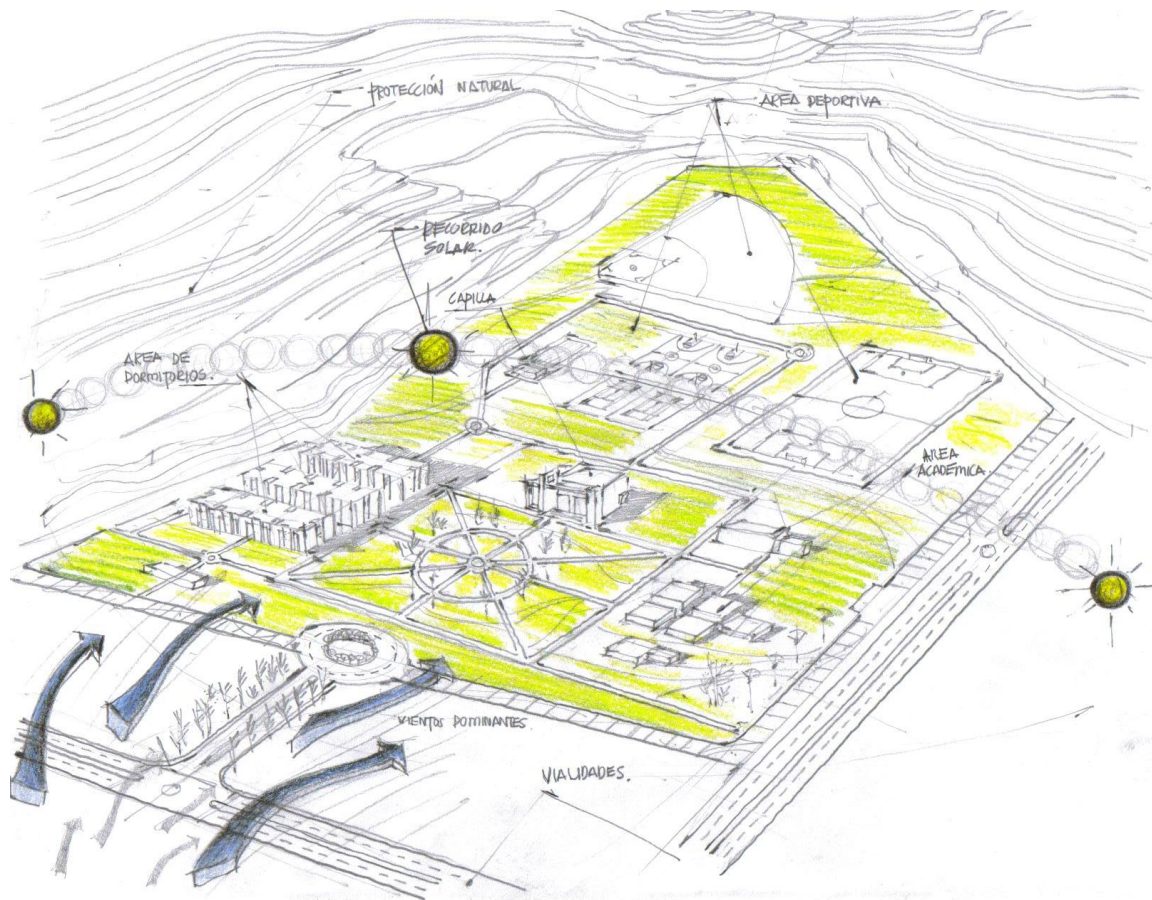 PROTECCIÓN NATURAL
AREA DEPORTIVA
RECORRIDO
SOLAR.
CAPILLA
AREA DE
DORMITORIOS.
AREA
ACADEMICA
VIENTOS DOMINANTES
VIALIDADES.